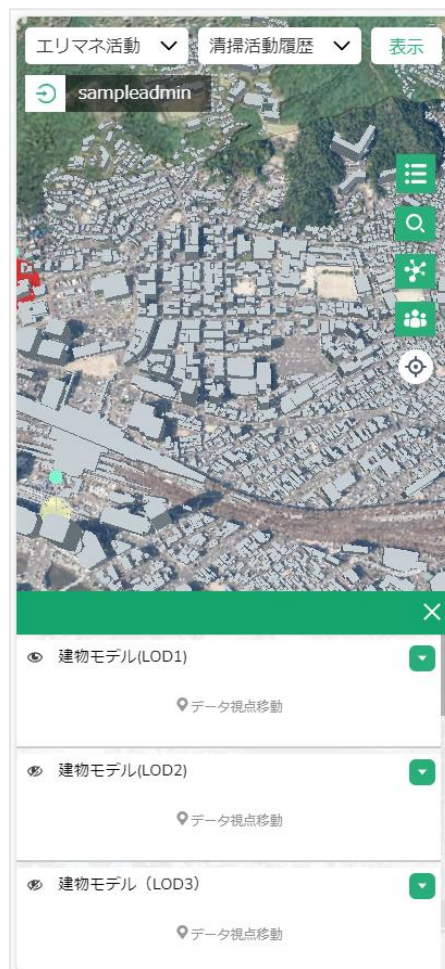 エリマネ活動 清掃活動履歴 表示
sampleadmin
建物モデル(LOD1)
データ視点移動
建物モデル(LOD2)
データ視点移動
建物モデル（LOD3）
データ視点移動